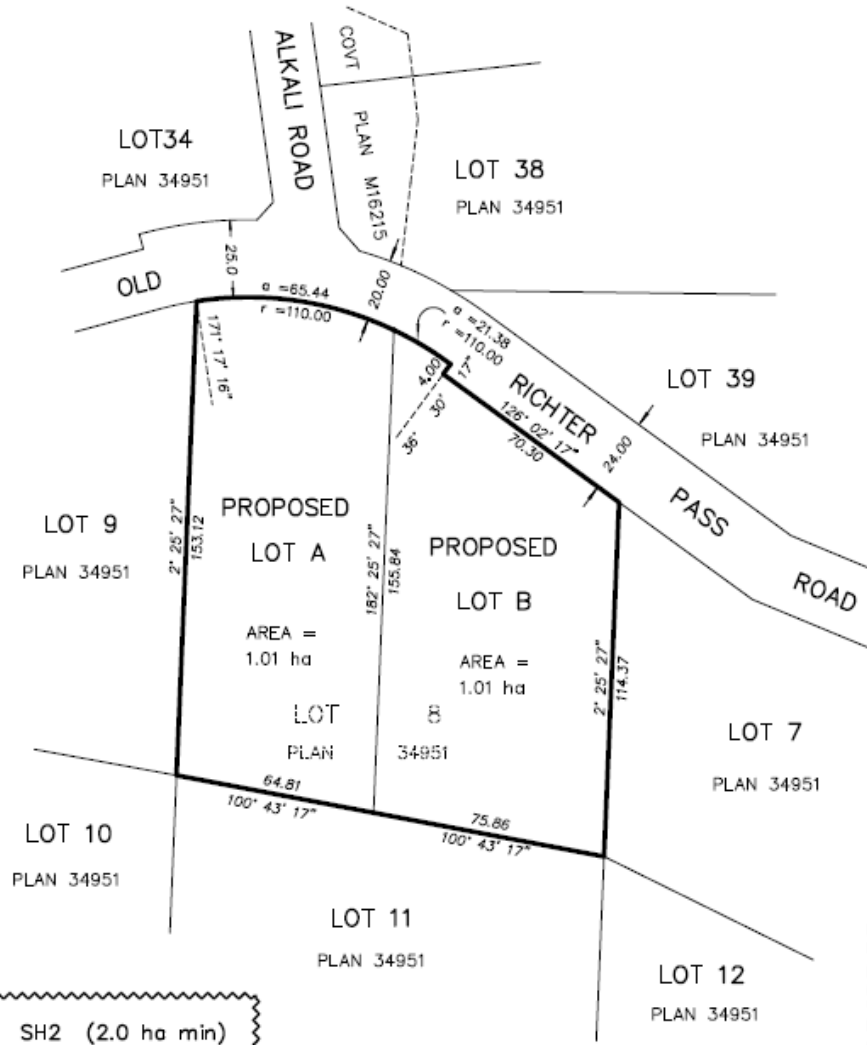 ALKALI ROAD
COVT
PLAN M16215
LOT34
PLAN 34951
LOT 38
PLAN 34951
OLD
25.0
a =65.44
r =110.00
20.00
a =21.38
r =110.00
171° 17' 16"
4.00
36° 30' 17"
RICHTER
126° 02' 17"
70.30
24.00
LOT 39
PLAN 34951
PASS
ROAD
LOT 9
PLAN 34951
2° 25' 27"
153.12
PROPOSED
LOT A
AREA =
1.01 ha
182° 25' 27"
155.84
PROPOSED
LOT B
AREA =
1.01 ha
2° 25' 27"
114.37
LOT 8
PLAN 34951
LOT 7
PLAN 34951
64.81
100° 43' 17"
75.86
100° 43' 17"
LOT 10
PLAN 34951
LOT 11
PLAN 34951
LOT 12
PLAN 34951
SH2 (2.0 ha min)